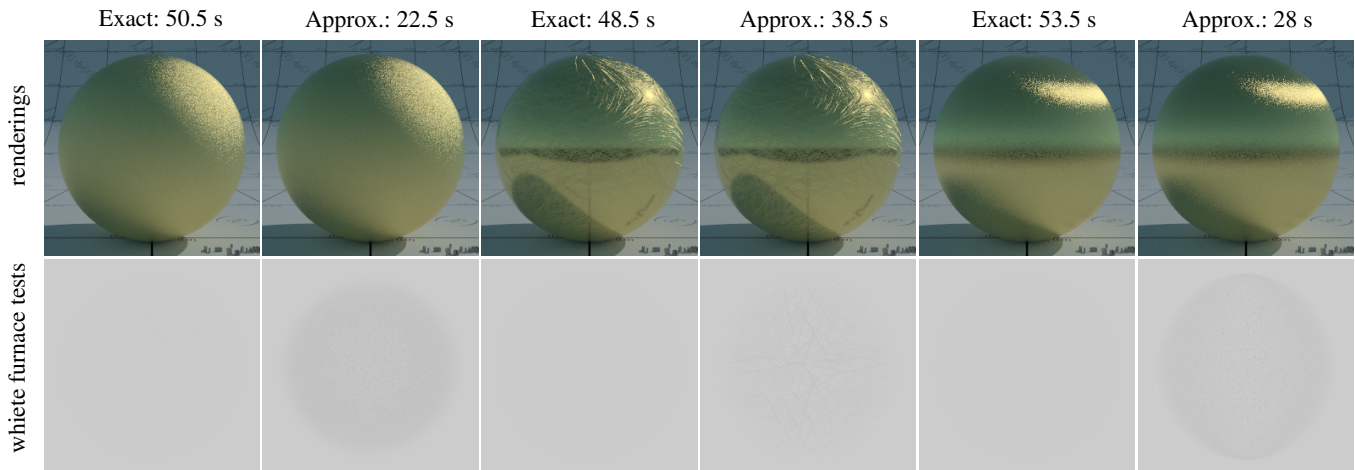 Exact: 50.5 s
Approx.: 22.5 s
Exact: 48.5 s
Approx.: 38.5 s
Exact: 53.5 s
Approx.: 28 s
renderings
whiete furnace tests